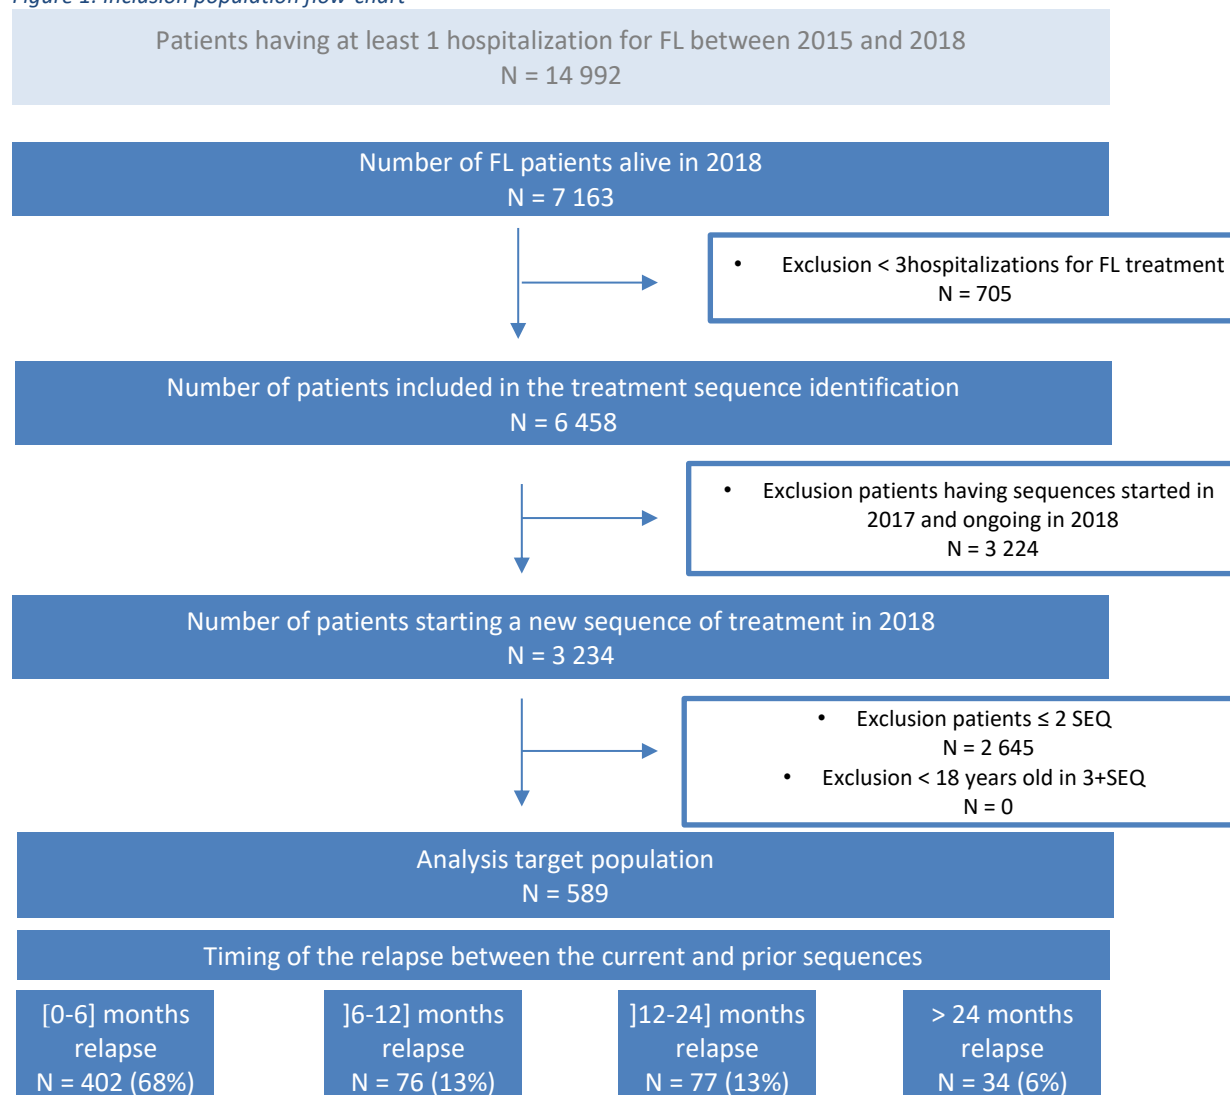 Figure 1: Inclusion population flow-chart
Patients having at least 1 hospitalization for FL between 2015 and 2018
N = 14 992
Number of FL patients alive in 2018
N = 7 163
• Exclusion < 3hospitalizations for FL treatment
N = 705
Number of patients included in the treatment sequence identification
N = 6 458
• Exclusion patients having sequences started in
2017 and ongoing in 2018
N = 3 224
Number of patients starting a new sequence of treatment in 2018
N = 3 234
• Exclusion patients ≤ 2 SEQ
N = 2 645
• Exclusion < 18 years old in 3+SEQ
N = 0
Analysis target population
N = 589
Timing of the relapse between the current and prior sequences
[0-6] months
relapse
N = 402 (68%)
]6-12] months
relapse
N = 76 (13%)
]12-24] months
relapse
N = 77 (13%)
> 24 months
relapse
N = 34 (6%)